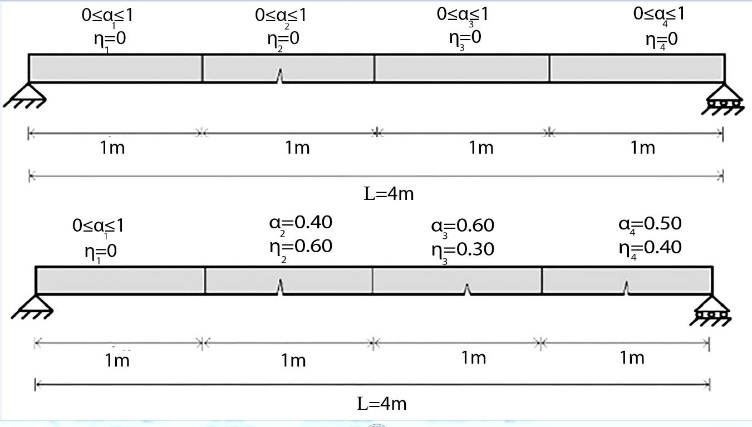 0≤α₁≤1 0≤α₂≤1 0≤α₃≤1 0≤α₄≤1
η₁=0 η₂=0 η₃=0 η₄=0
1m 1m 1m 1m
L=4m
0≤α₁≤1 α₂=0.40 α₃=0.60 α₄=0.50
η₁=0 η₂=0.60 η₃=0.30 η₄=0.40
1m 1m 1m 1m
L=4m